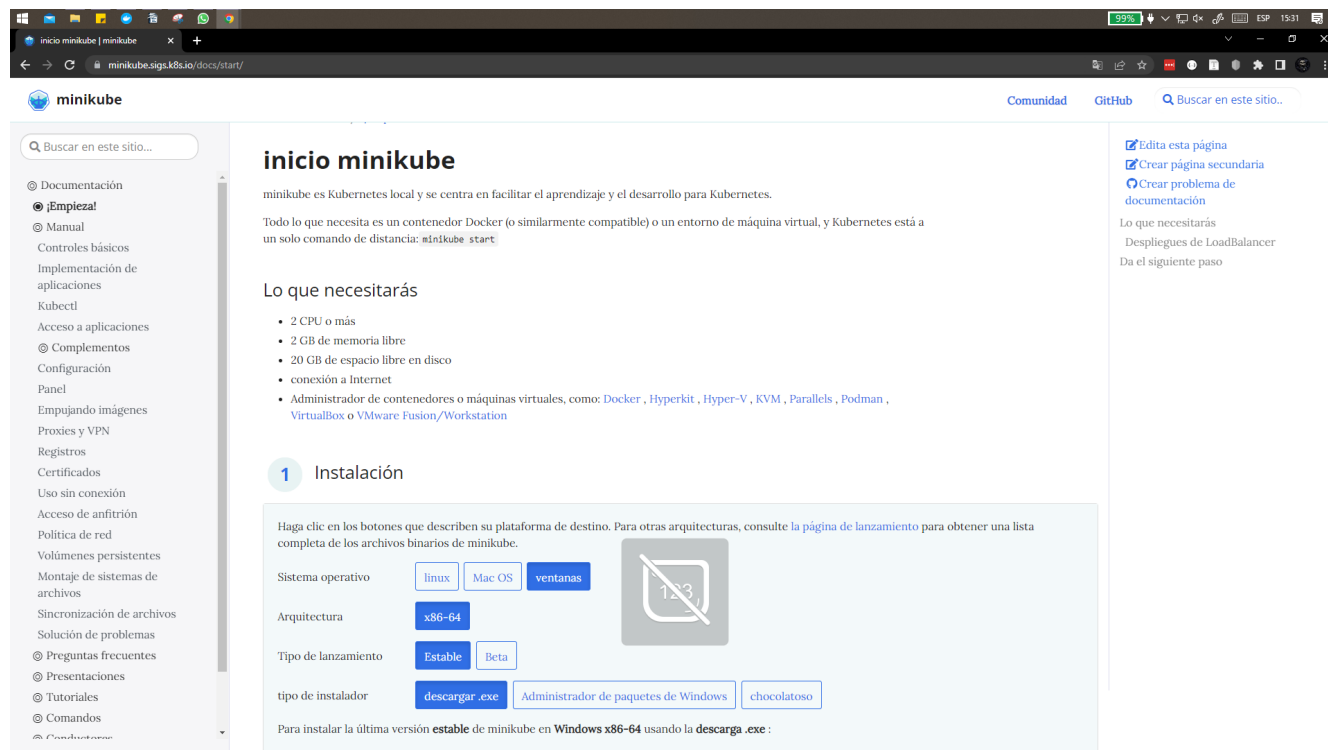 99%
ESP
15:31
inicio minikube | minikube
minikube.sigs.k8s.io/docs/start/
minikube
Comunidad
GitHub
Buscar en este sitio..
Buscar en este sitio...
Documentación
¡Empieza!
Manual
Controles básicos
Implementación de
aplicaciones
Kubectl
Acceso a aplicaciones
Complementos
Configuración
Panel
Empujando imágenes
Proxies y VPN
Registros
Certificados
Uso sin conexión
Acceso de anfitrión
Política de red
Volúmenes persistentes
Montaje de sistemas de
archivos
Sincronización de archivos
Solución de problemas
Preguntas frecuentes
Presentaciones
Tutoriales
Comandos
Conductores
inicio minikube
minikube es Kubernetes local y se centra en facilitar el aprendizaje y el desarrollo para Kubernetes.
Todo lo que necesita es un contenedor Docker (o similarmente compatible) o un entorno de máquina virtual, y Kubernetes está a
un solo comando de distancia: minikube start
Lo que necesitarás
2 CPU o más
2 GB de memoria libre
20 GB de espacio libre en disco
conexión a Internet
Administrador de contenedores o máquinas virtuales, como: Docker , Hyperkit , Hyper-V , KVM , Parallels , Podman ,
VirtualBox o VMware Fusion/Workstation
1 Instalación
Haga clic en los botones que describen su plataforma de destino. Para otras arquitecturas, consulte la página de lanzamiento para obtener una lista
completa de los archivos binarios de minikube.
Sistema operativo linux Mac OS ventanas
123
Arquitectura x86-64
Tipo de lanzamiento Estable Beta
tipo de instalador descargar .exe Administrador de paquetes de Windows chocolatoso
Para instalar la última versión estable de minikube en Windows x86-64 usando la descarga .exe :
Edita esta página
Crear página secundaria
Crear problema de
documentación
Lo que necesitarás
Despliegues de LoadBalancer
Da el siguiente paso